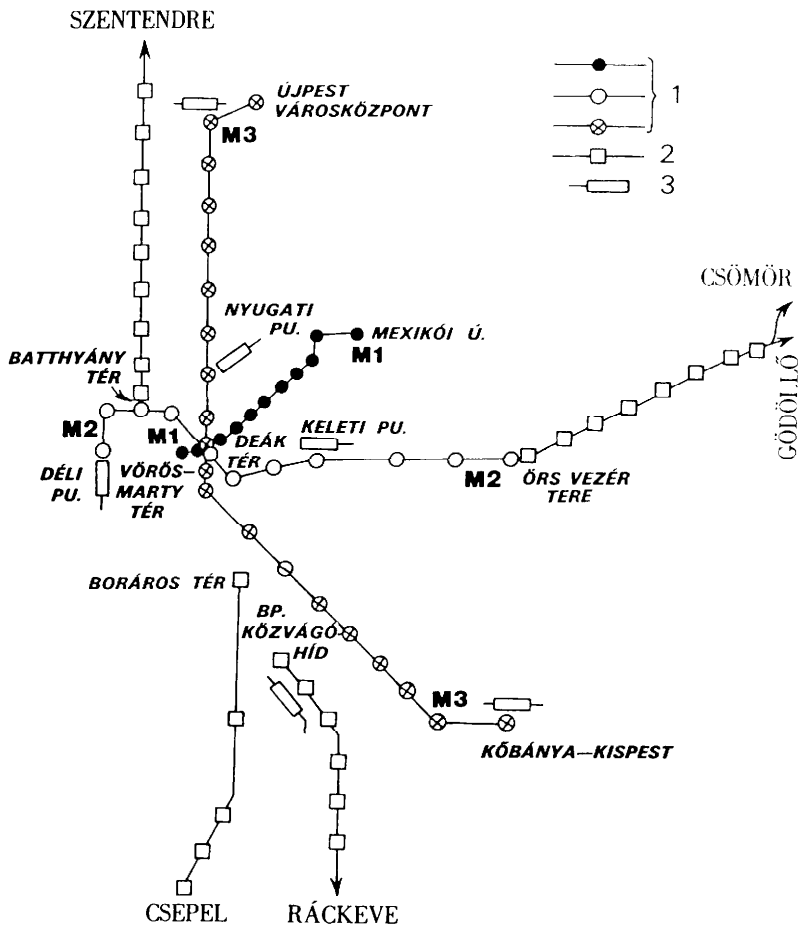 SZENTENDRE
ÚJPEST
VÁROSKÖZPONT
M3
1
2
3
CSÖMÖR
GÖDÖLLŐ
NYUGATI
PU.
MEXIKÓI Ú.
M1
BATTHYÁNY
TÉR
M2
M1
DEÁK
TÉR
KELETI PU.
DÉLI
PU.
VÖRÖS-
MARTY
TÉR
M2
ÖRS VEZÉR
TERE
BORÁROS TÉR
BP.
KÖZVÁGÓ-
HÍD
M3
KŐBÁNYA—KISPEST
CSEPEL
RÁCKEVE